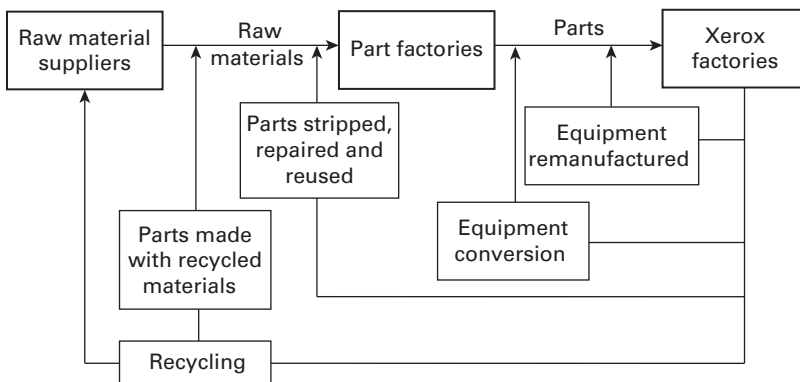 Raw material
suppliers
Raw
materials
Part factories
Parts
Xerox
factories
Parts stripped,
repaired and
reused
Equipment
remanufactured
Parts made
with recycled
materials
Equipment
conversion
Recycling